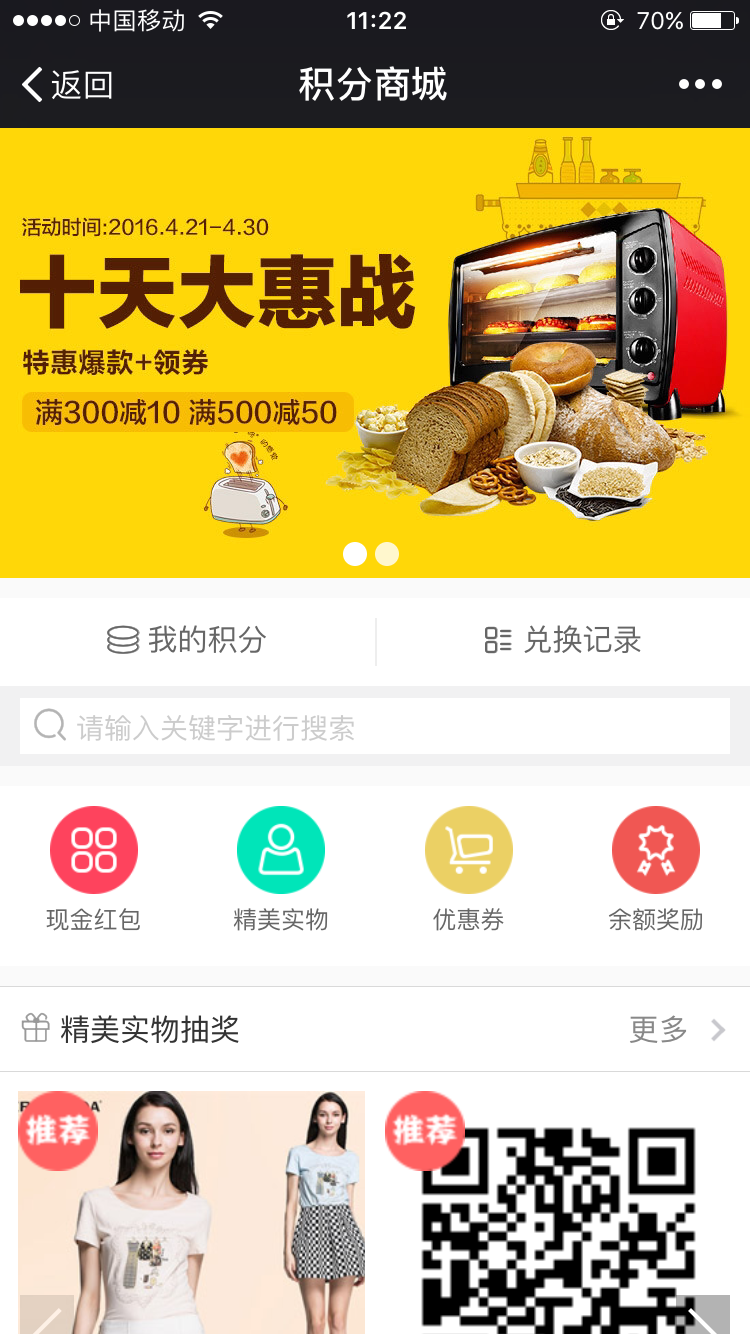 中国移动
11:22
70%
返回
积分商城
活动时间:2016.4.21-4.30
十天大惠战
特惠爆款+领券
满300减10 满500减50
我的积分
兑换记录
请输入关键字进行搜索
现金红包
精美实物
优惠券
余额奖励
精美实物抽奖
更多
推荐
推荐